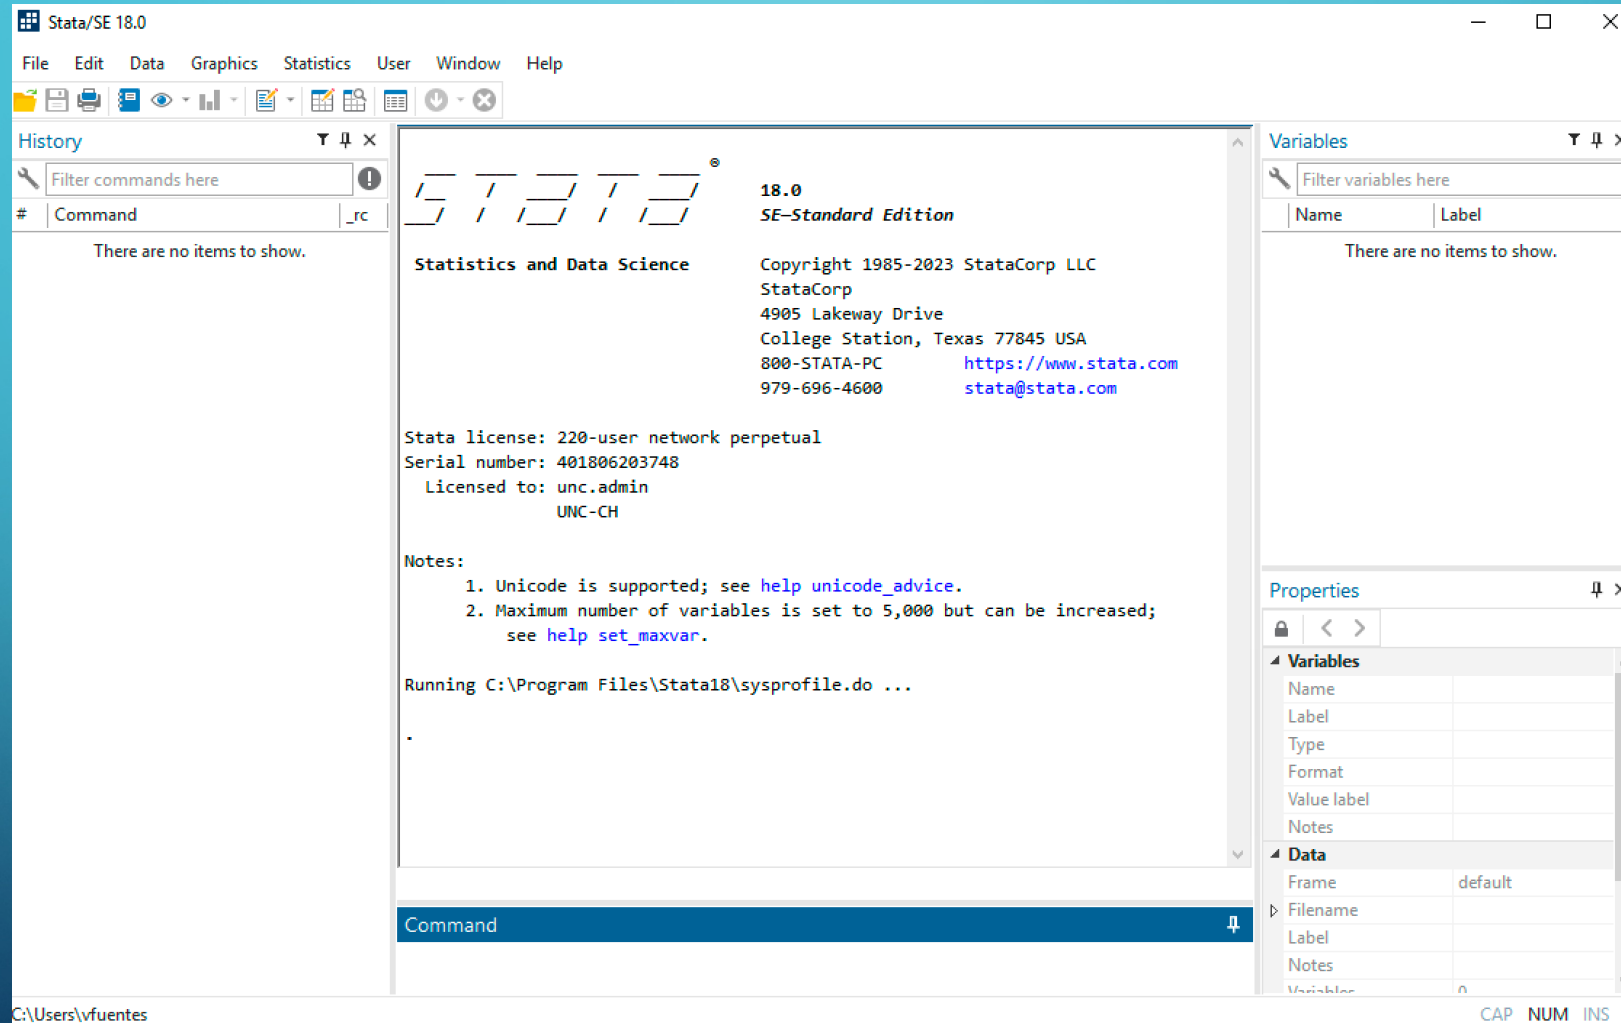 Stata/SE 18.0
File Edit Data Graphics Statistics User Window Help
History
Filter commands here
# Command _rc
There are no items to show.
stata ®
18.0
SE—Standard Edition
Statistics and Data Science Copyright 1985-2023 StataCorp LLC
StataCorp
4905 Lakeway Drive
College Station, Texas 77845 USA
800-STATA-PC https://www.stata.com
979-696-4600 stata@stata.com
Stata license: 220-user network perpetual
Serial number: 401806203748
Licensed to: unc.admin
UNC-CH
Notes:
1. Unicode is supported; see help unicode_advice.
2. Maximum number of variables is set to 5,000 but can be increased;
see help set_maxvar.
Running C:\Program Files\Stata18\sysprofile.do ...
.
Command
Variables
Filter variables here
Name Label
There are no items to show.
Properties
Variables
Name
Label
Type
Format
Value label
Notes
Data
Frame default
Filename
Label
Notes
Variables 0
C:\Users\vfuentes
CAP NUM INS